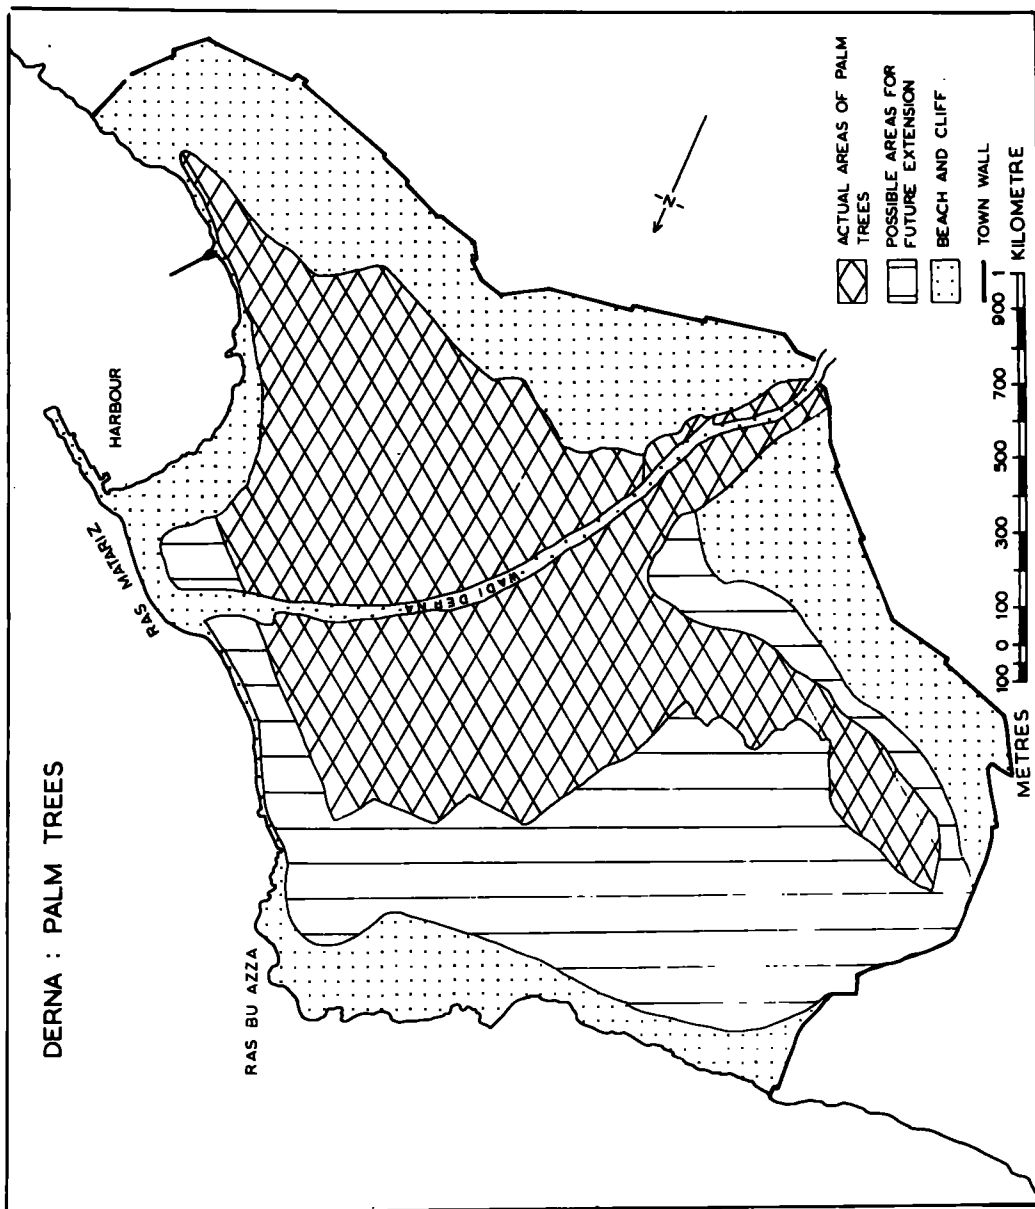 DERNA : PALM TREES
RAS BU AZZA
RAS MATARIZ
HARBOUR
WADI DERNA
N
ACTUAL AREAS OF PALM
TREES
POSSIBLE AREAS FOR
FUTURE EXTENSION
BEACH AND CLIFF
TOWN WALL
100 0 100 300 500 700 900 1
METRES KILOMETRE